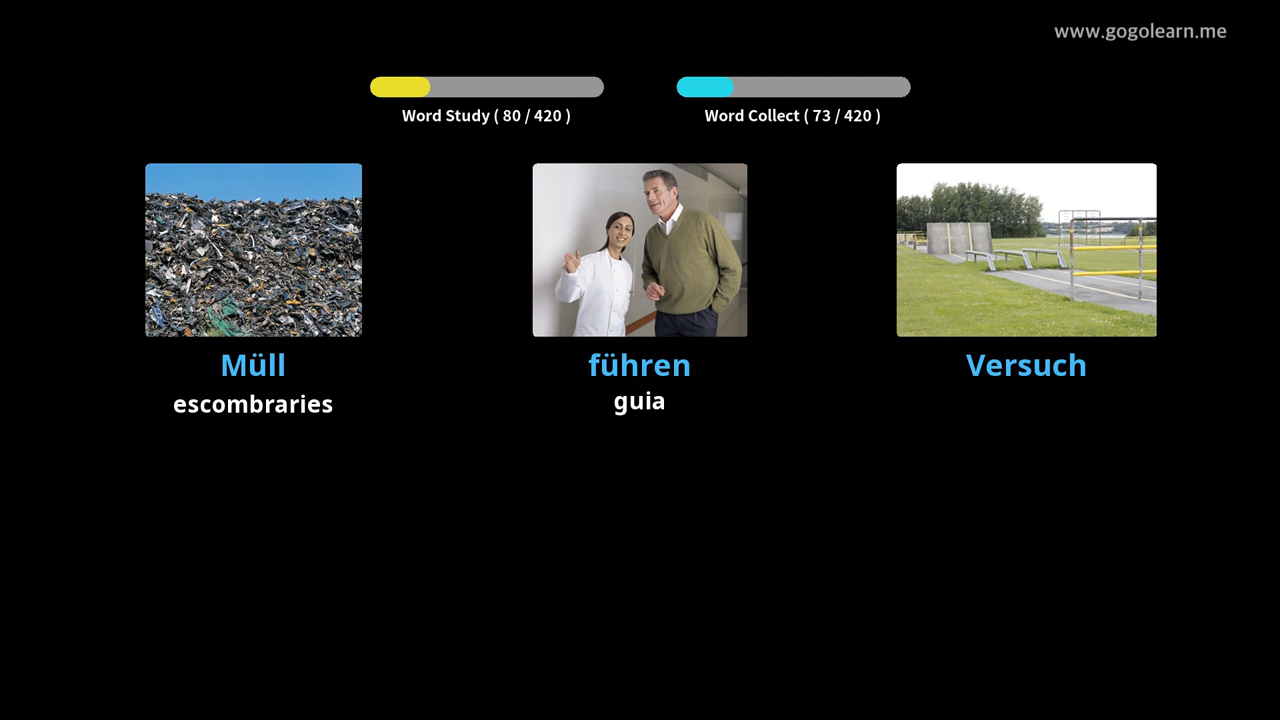 www.gogolearn.me
Word Study ( 80 / 420 )
Word Collect ( 73 / 420 )
Müll
escombraries
führen
guia
Versuch